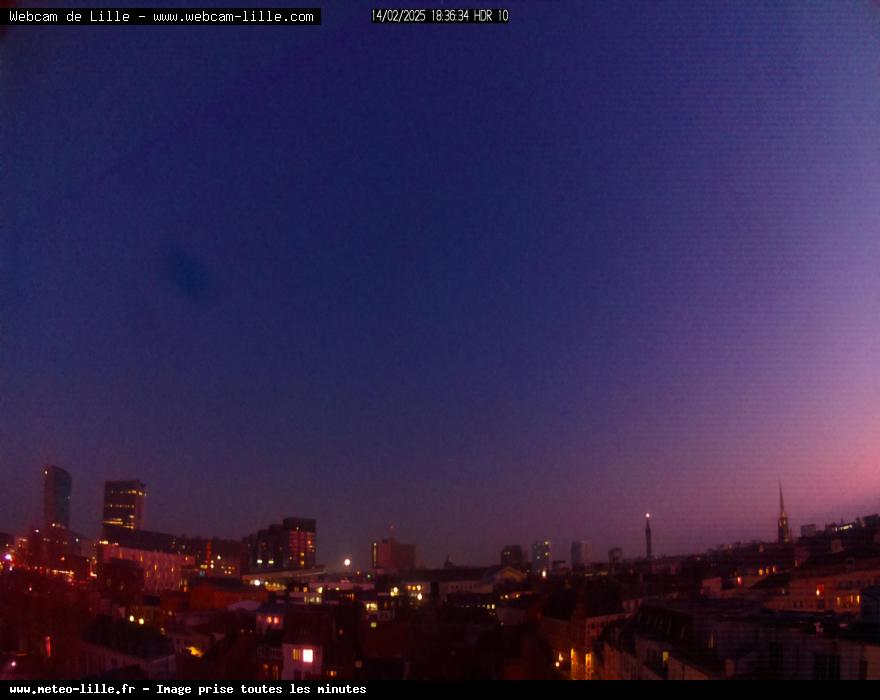 Webcam de Lille - www.webcam-lille.com
14/02/2025 18:36:34 HDR 10
www.meteo-lille.fr - Image prise toutes les minutes